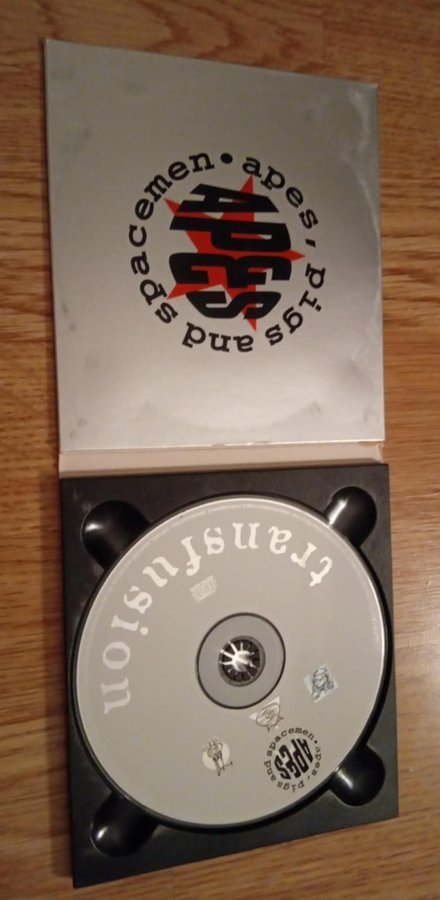 apes, pigs and spacemen •
APES
transfusion
apes, pigs and spacemen •
APES